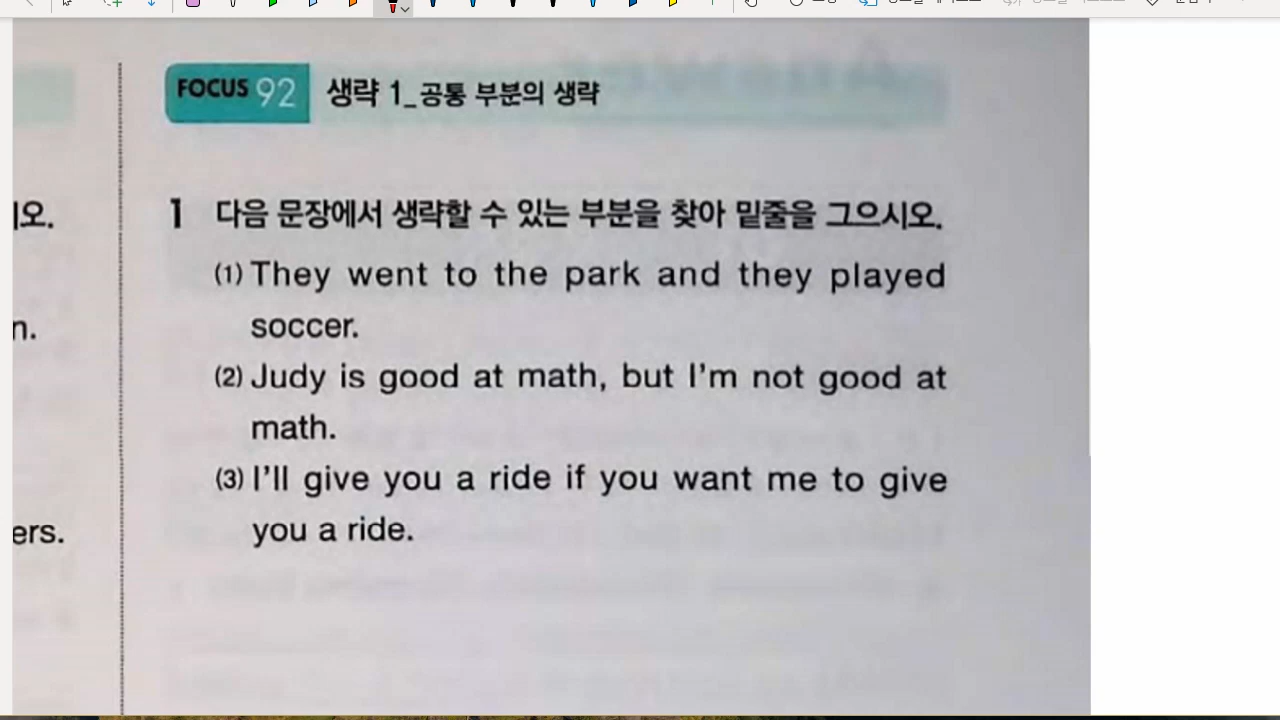 FOCUS 92 생략 1_공통 부분의 생략
오.
1 다음 문장에서 생략할 수 있는 부분을 찾아 밑줄을 그으시오.
(1) They went to the park and they played
soccer.
n.
(2) Judy is good at math, but I'm not good at
math.
(3) I'll give you a ride if you want me to give
you a ride.
ers.